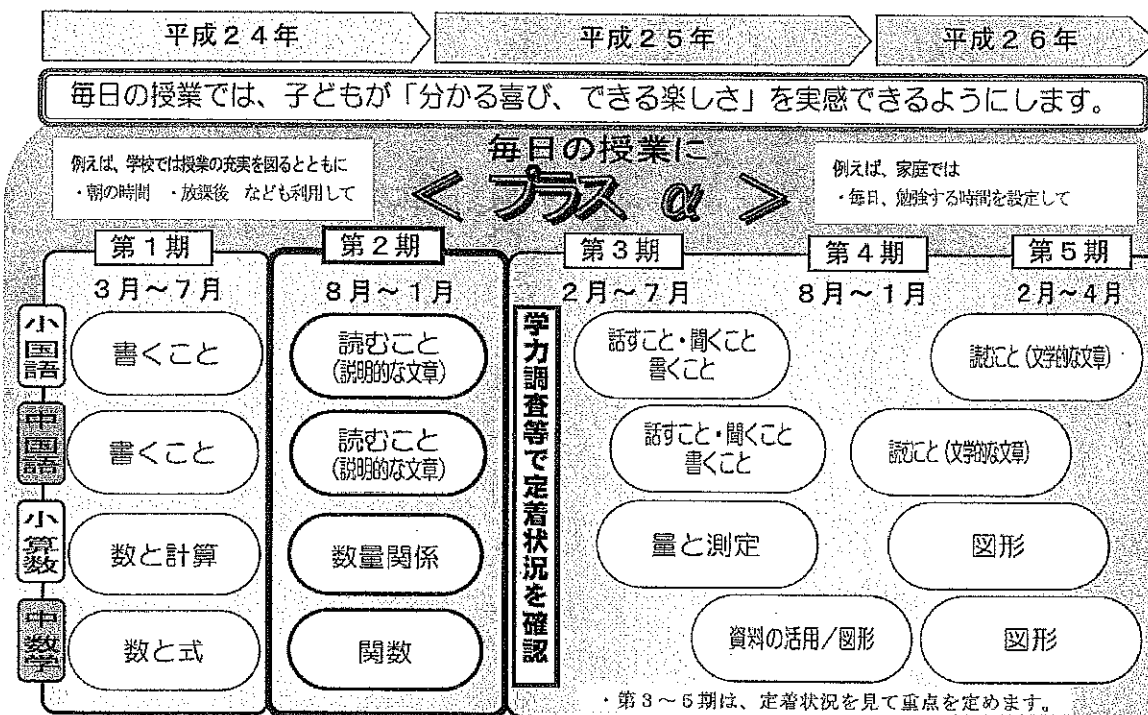 平成24年
平成25年
平成26年
毎日の授業では、子どもが「分かる喜び、できる楽しさ」を実感できるようにします。
例えば、学校では授業の充実を図るとともに
・朝の時間 ・放課後 なども利用して
毎日の授業に
＜プラス α＞
例えば、家庭では
・毎日、勉強する時間を設定して
第1期
第2期
第3期
第4期
第5期
3月～7月
8月～1月
2月～7月
8月～1月
2月～4月
小国語
書くこと
読むこと
(説明的な文章)
話すこと・聞くこと
書くこと
読むこと(文学的な文章)
中国語
書くこと
読むこと
(説明的な文章)
話すこと・聞くこと
書くこと
読むこと(文学的な文章)
小算数
数と計算
数量関係
量と測定
図形
中数学
数と式
関数
資料の活用/図形
図形
学力調査等で定着状況を確認
・第3～5期は、定着状況を見て重点を定めます。